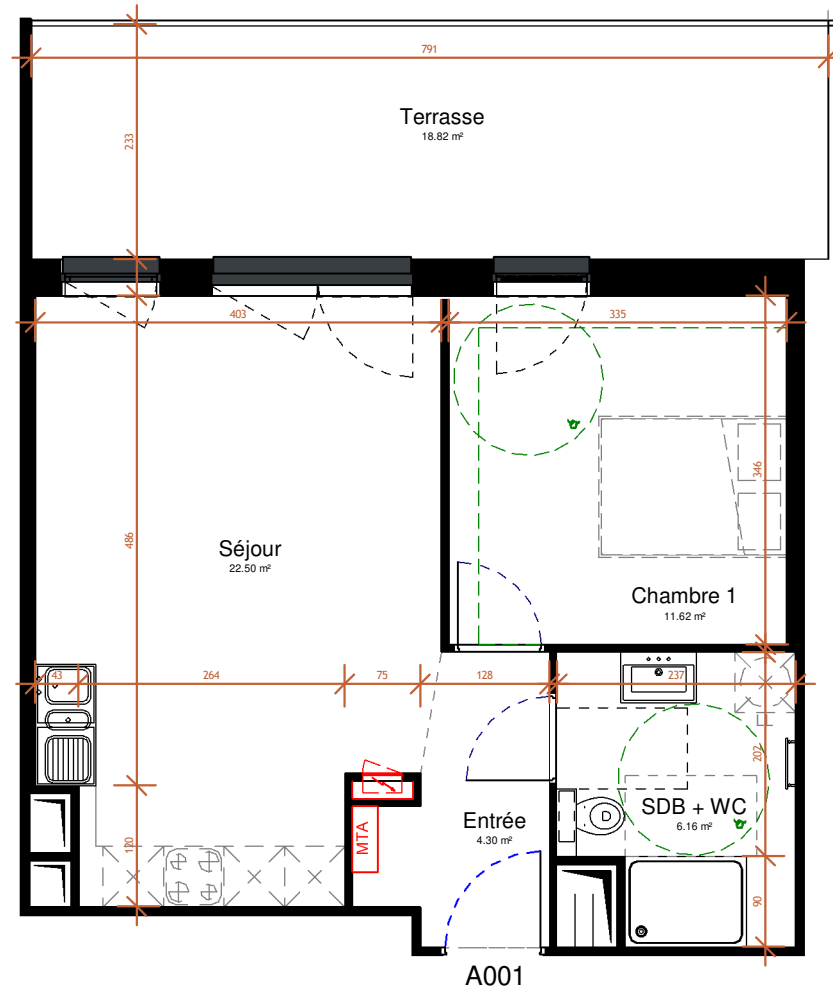 791
Terrasse
18.82 m²
233
403
335
346
486
Séjour
22.50 m²
Chambre 1
11.62 m²
43
264
75
128
237
202
SDB + WC
6.16 m²
Entrée
4.30 m²
MTA
120
90
A001